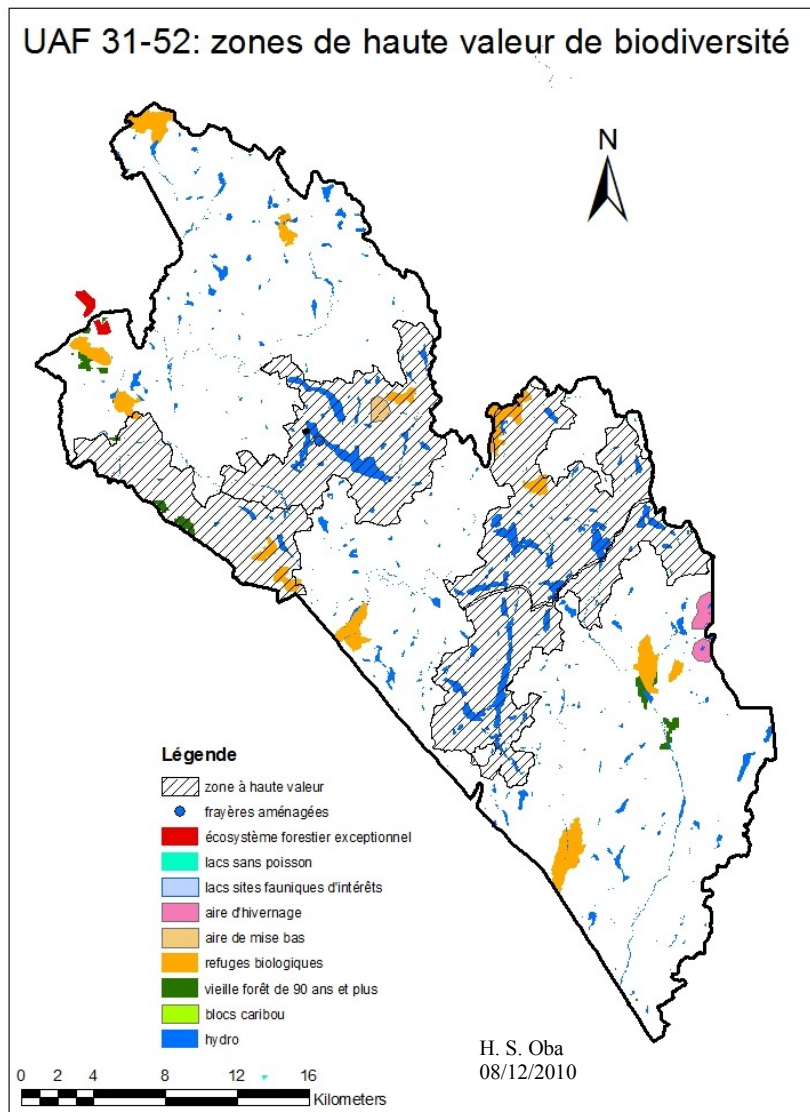 UAF 31-52: zones de haute valeur de biodiversité
N
Légende
zone à haute valeur
frayères aménagées
écosystème forestier exceptionnel
lacs sans poisson
lacs sites fauniques d'intérêts
aire d'hivernage
aire de mise bas
refuges biologiques
vieille forêt de 90 ans et plus
blocs caribou
hydro
H. S. Oba
08/12/2010
0 1 2 4 8 12 16
Kilometers